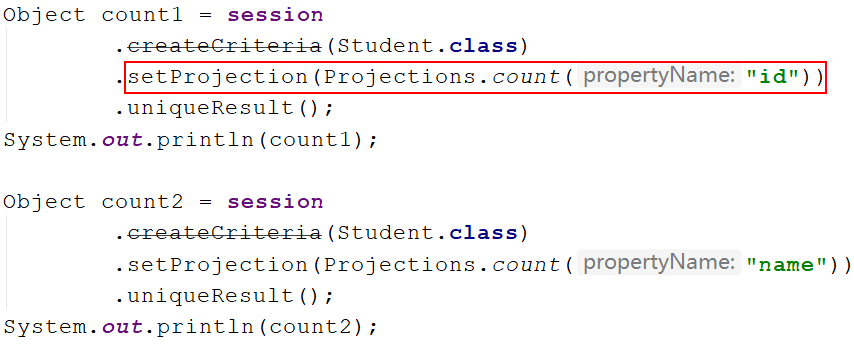 Object count1 = session
.createCriteria(Student.class)
.setProjection(Projections.count( propertyName: "id"))
.uniqueResult();
System.out.println(count1);
Object count2 = session
.createCriteria(Student.class)
.setProjection(Projections.count( propertyName: "name"))
.uniqueResult();
System.out.println(count2);